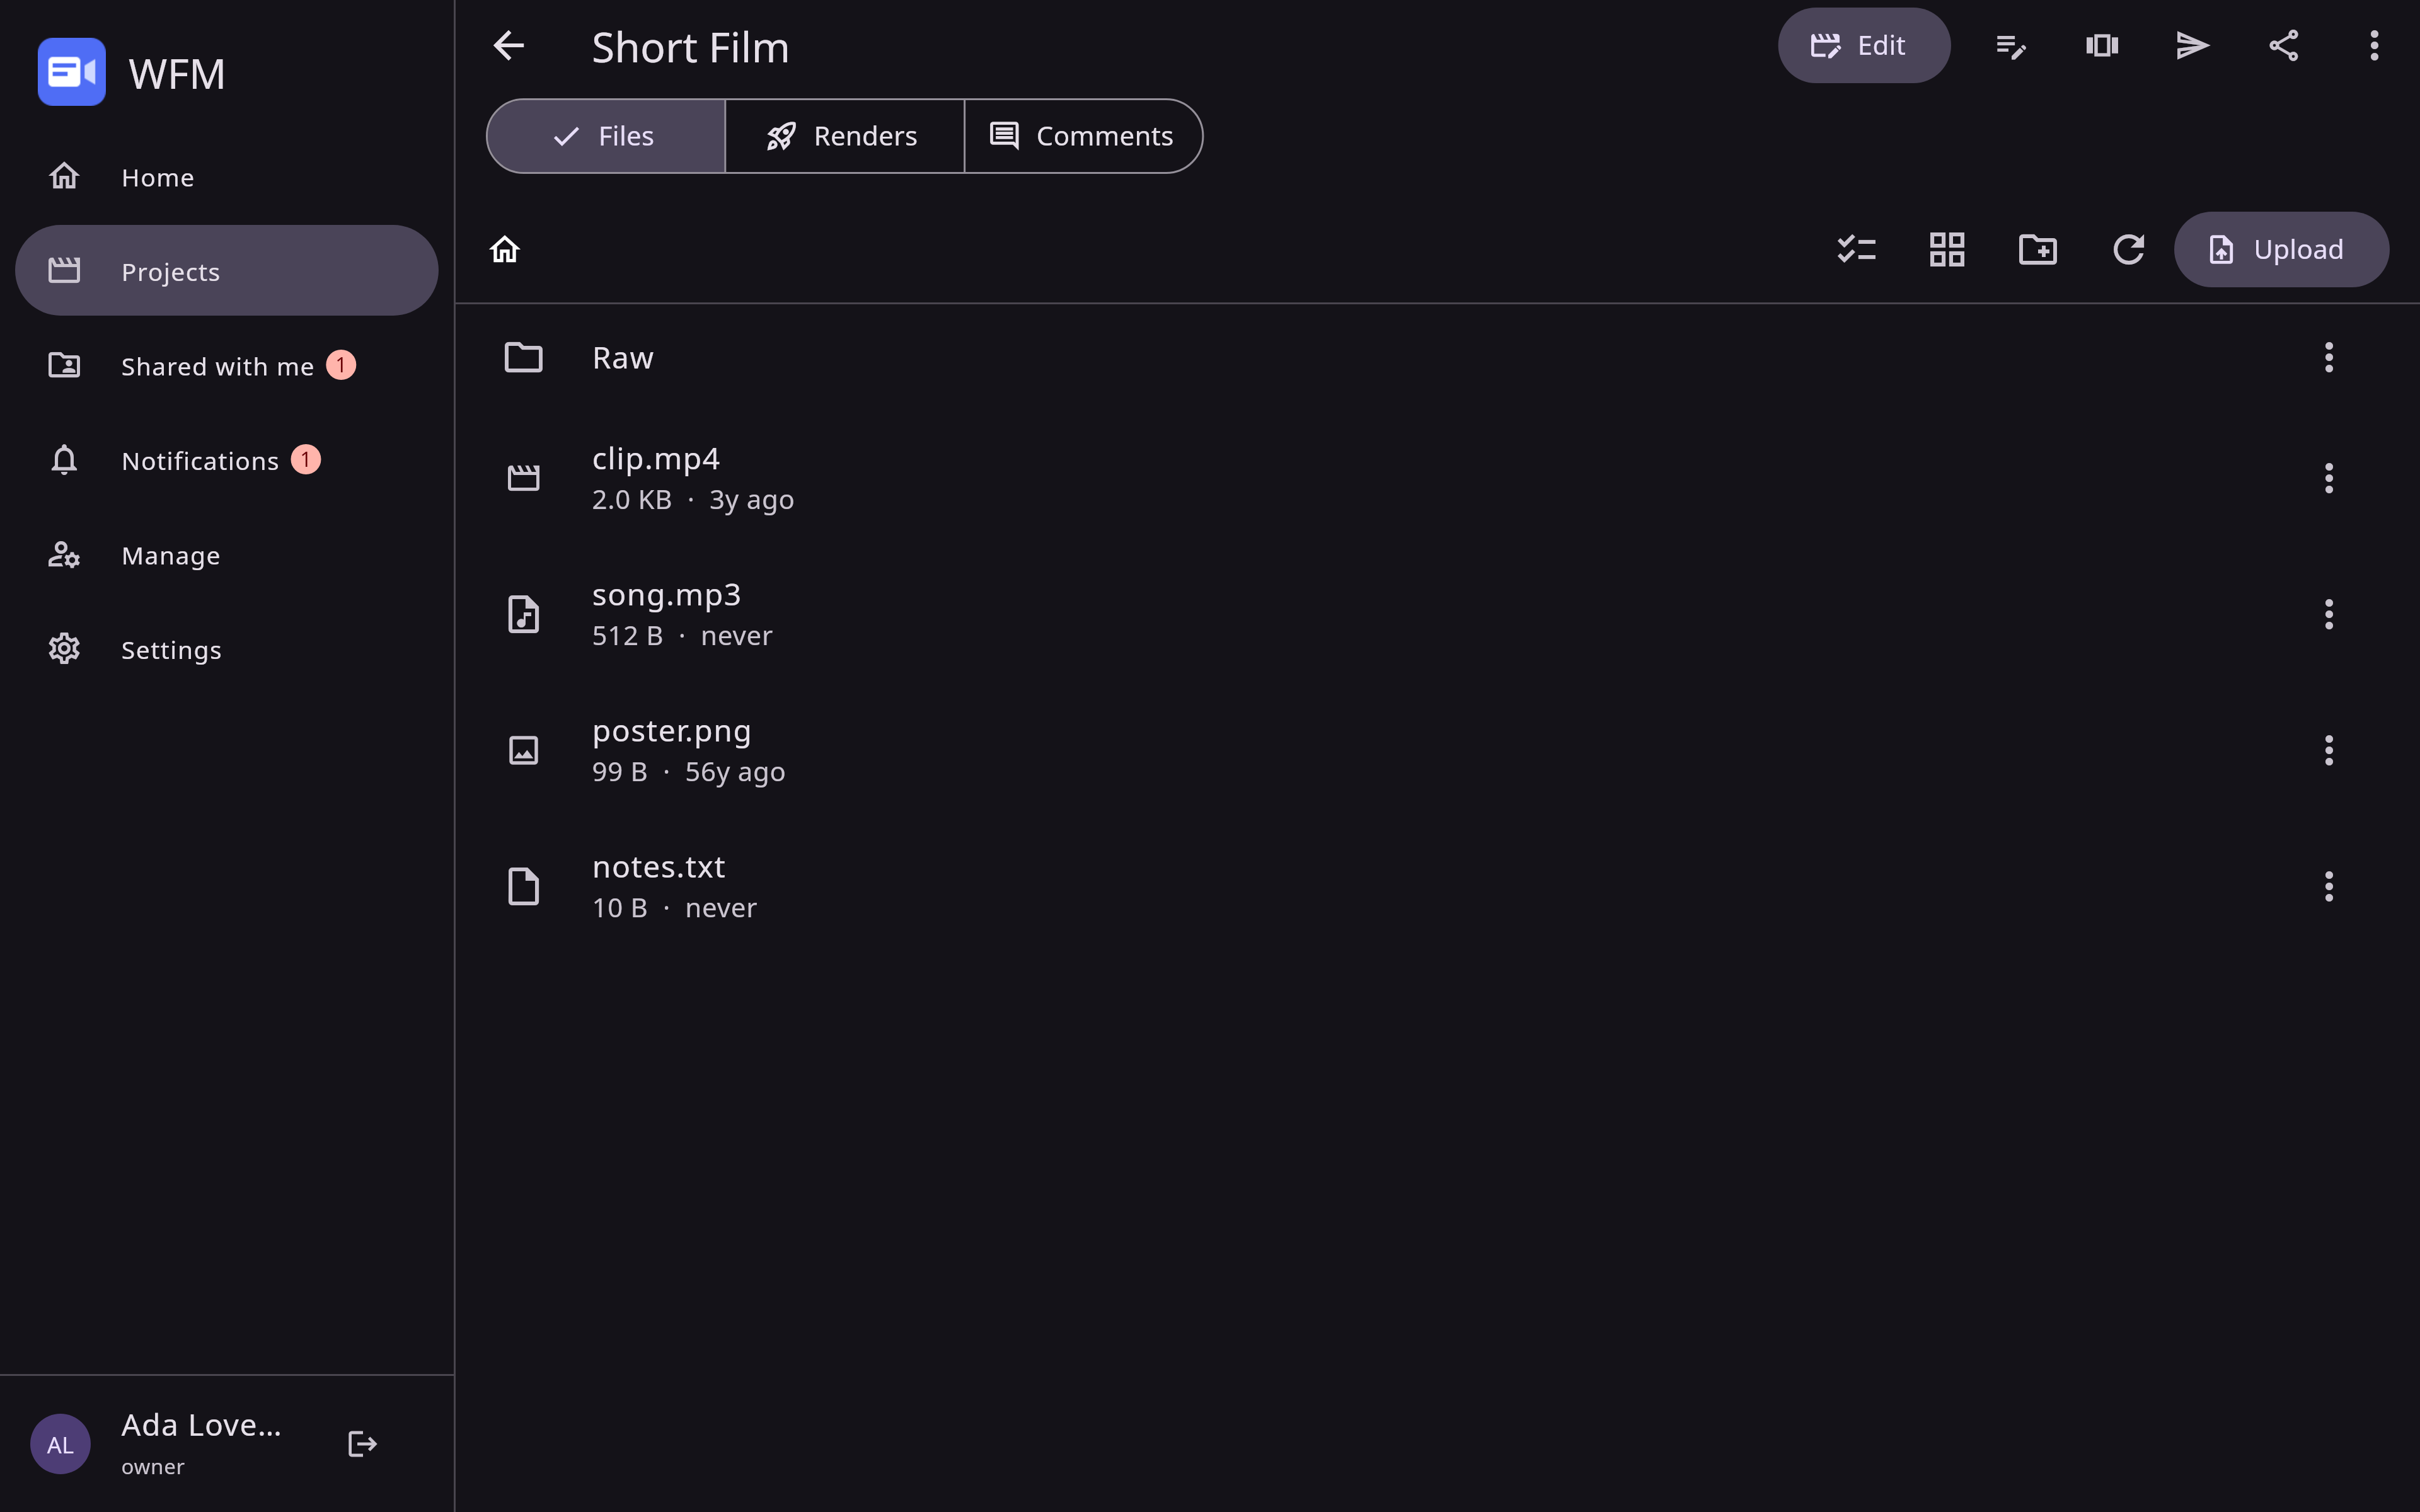 WFM
Home
Projects
Shared with me 1
Notifications 1
Manage
Settings
AL
Ada Love...
owner
Short Film
Edit
Files
Renders
Comments
Upload
Raw
clip.mp4
2.0 KB · 3y ago
song.mp3
512 B · never
poster.png
99 B · 56y ago
notes.txt
10 B · never